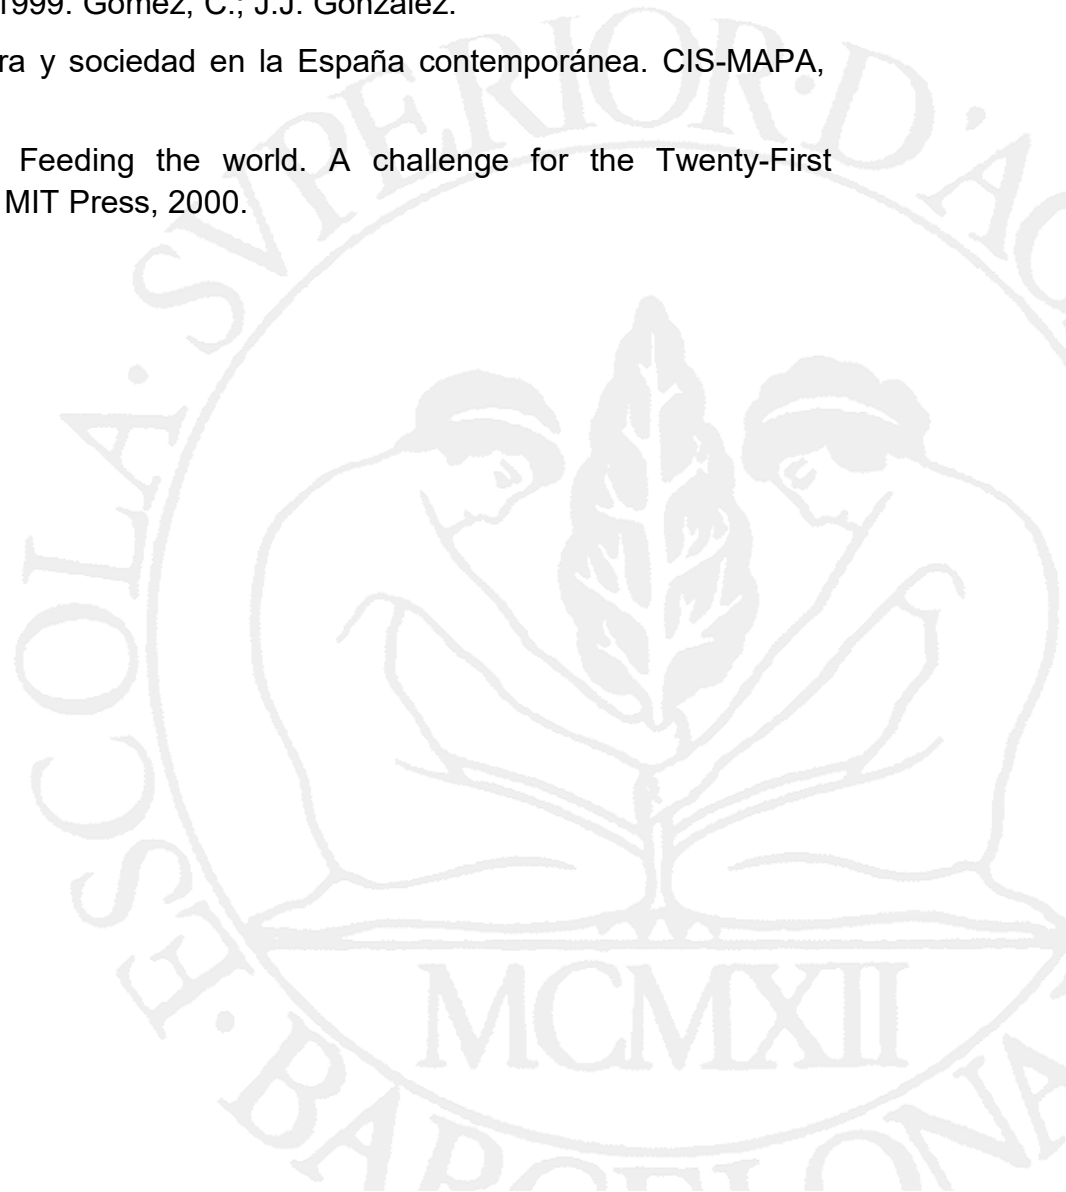 1999. Gómez, C.; J.J. González.
ra y sociedad en la España contemporánea. CIS-MAPA,
Feeding the world. A challenge for the Twenty-First
MIT Press, 2000.
ESCOLA · SVPERIOR · D'AG
MCMXII
· BARCELONA